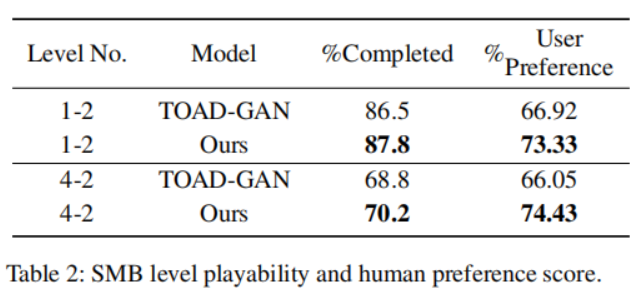 Level No. Model %Completed % User Preference
1-2 TOAD-GAN 86.5 66.92
1-2 Ours 87.8 73.33
4-2 TOAD-GAN 68.8 66.05
4-2 Ours 70.2 74.43
Table 2: SMB level playability and human preference score.